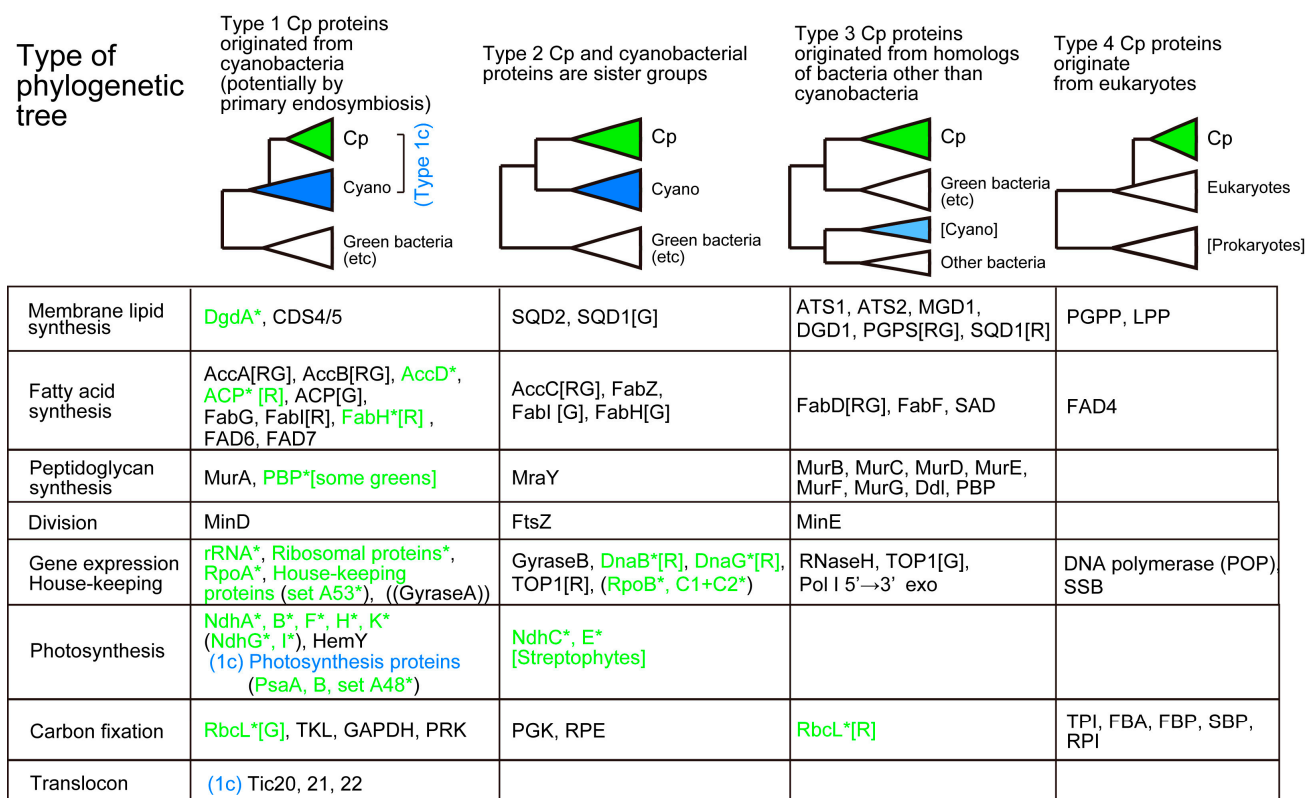 Type of
phylogenetic
tree
Type 1 Cp proteins
originated from
cyanobacteria
(potentially by
primary endosymbiosis)
Cp
Cyano
(Type 1c)
Green bacteria
(etc)
Type 2 Cp and cyanobacterial
proteins are sister groups
Cp
Cyano
Green bacteria
(etc)
Type 3 Cp proteins
originated from homologs
of bacteria other than
cyanobacteria
Cp
Green bacteria
(etc)
[Cyano]
Other bacteria
Type 4 Cp proteins
originate
from eukaryotes
Cp
Eukaryotes
[Prokaryotes]
Membrane lipid
synthesis
DgdA*, CDS4/5
SQD2, SQD1[G]
ATS1, ATS2, MGD1,
DGD1, PGPS[RG], SQD1[R]
PGPP, LPP
Fatty acid
synthesis
AccA[RG], AccB[RG], AccD*,
ACP* [R], ACP[G],
FabG, FabI[R], FabH*[R] ,
FAD6, FAD7
AccC[RG], FabZ,
FabI [G], FabH[G]
FabD[RG], FabF, SAD
FAD4
Peptidoglycan
synthesis
MurA, PBP*[some greens]
MraY
MurB, MurC, MurD, MurE,
MurF, MurG, Ddl, PBP
Division
MinD
FtsZ
MinE
Gene expression
House-keeping
rRNA*, Ribosomal proteins*,
RpoA*, House-keeping
proteins (set A53*), ((GyraseA))
GyraseB, DnaB*[R], DnaG*[R],
TOP1[R], (RpoB*, C1+C2*)
RNaseH, TOP1[G],
Pol I 5'→3' exo
DNA polymerase (POP),
SSB
Photosynthesis
NdhA*, B*, F*, H*, K*
(NdhG*, I*), HemY
(1c) Photosynthesis proteins
(PsaA, B, set A48*)
NdhC*, E*
[Streptophytes]
Carbon fixation
RbcL*[G], TKL, GAPDH, PRK
PGK, RPE
RbcL*[R]
TPI, FBA, FBP, SBP,
RPI
Translocon
(1c) Tic20, 21, 22